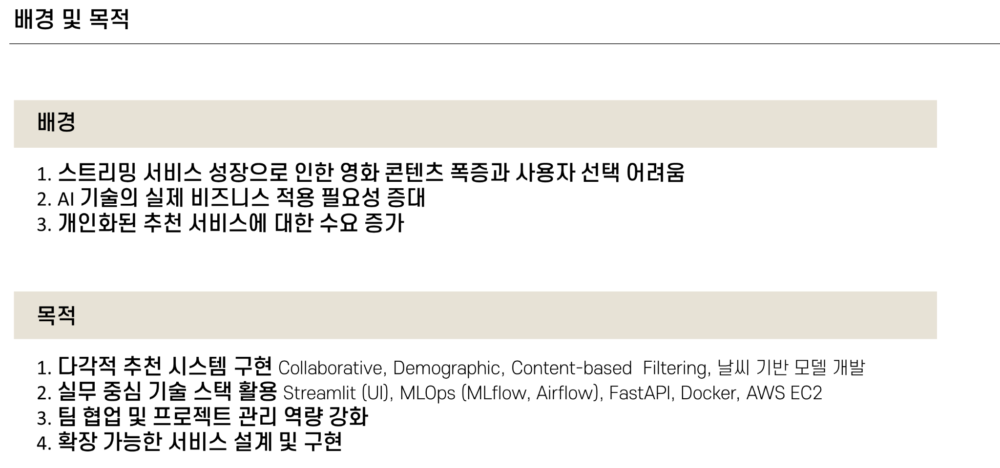 배경 및 목적
배경
1. 스트리밍 서비스 성장으로 인한 영화 콘텐츠 폭증과 사용자 선택 어려움
2. AI 기술의 실제 비즈니스 적용 필요성 증대
3. 개인화된 추천 서비스에 대한 수요 증가
목적
1. 다각적 추천 시스템 구현 Collaborative, Demographic, Content-based  Filtering, 날씨 기반 모델 개발
2. 실무 중심 기술 스택 활용 Streamlit (UI), MLOps (MLflow, Airflow), FastAPI, Docker, AWS EC2
3. 팀 협업 및 프로젝트 관리 역량 강화
4. 확장 가능한 서비스 설계 및 구현